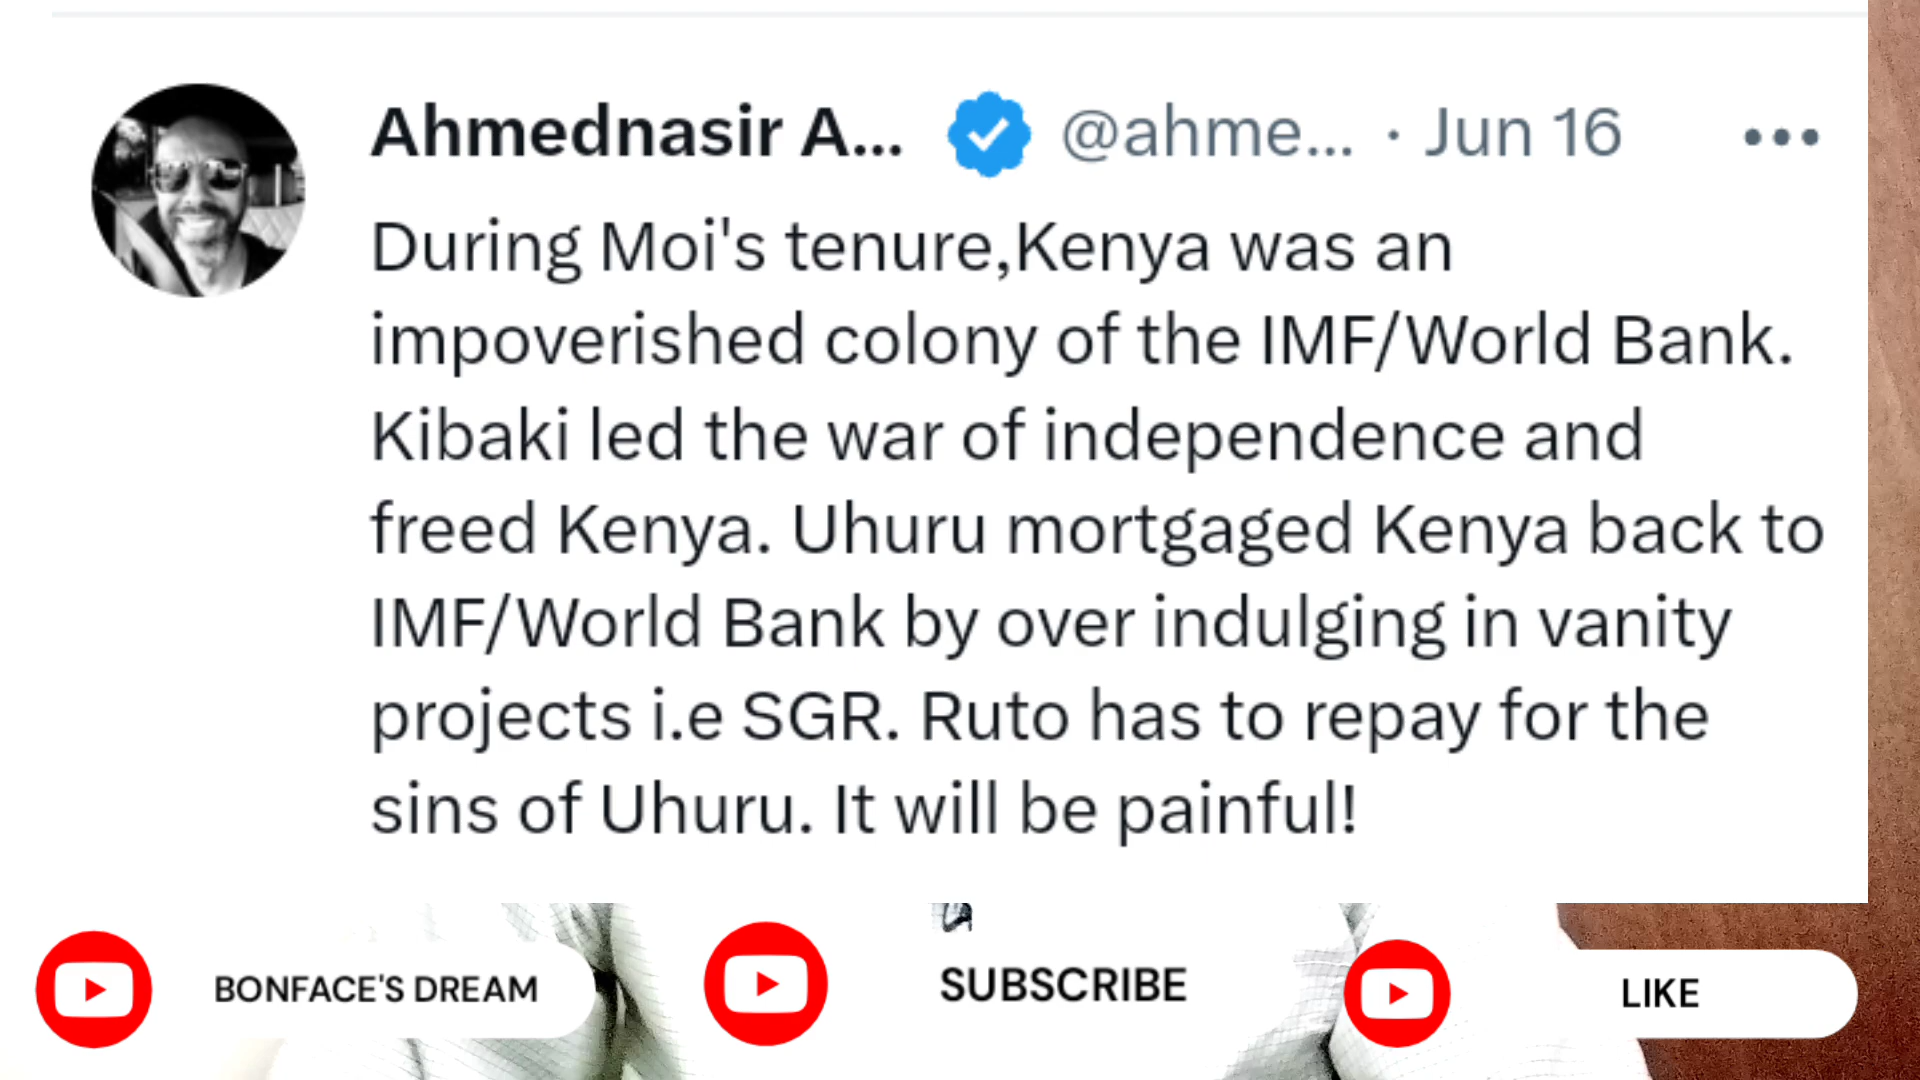 Ahmednasir A... @ahme... · Jun 16
During Moi's tenure,Kenya was an
impoverished colony of the IMF/World Bank.
Kibaki led the war of independence and
freed Kenya. Uhuru mortgaged Kenya back to
IMF/World Bank by over indulging in vanity
projects i.e SGR. Ruto has to repay for the
sins of Uhuru. It will be painful!
BONFACE'S DREAM
SUBSCRIBE
LIKE